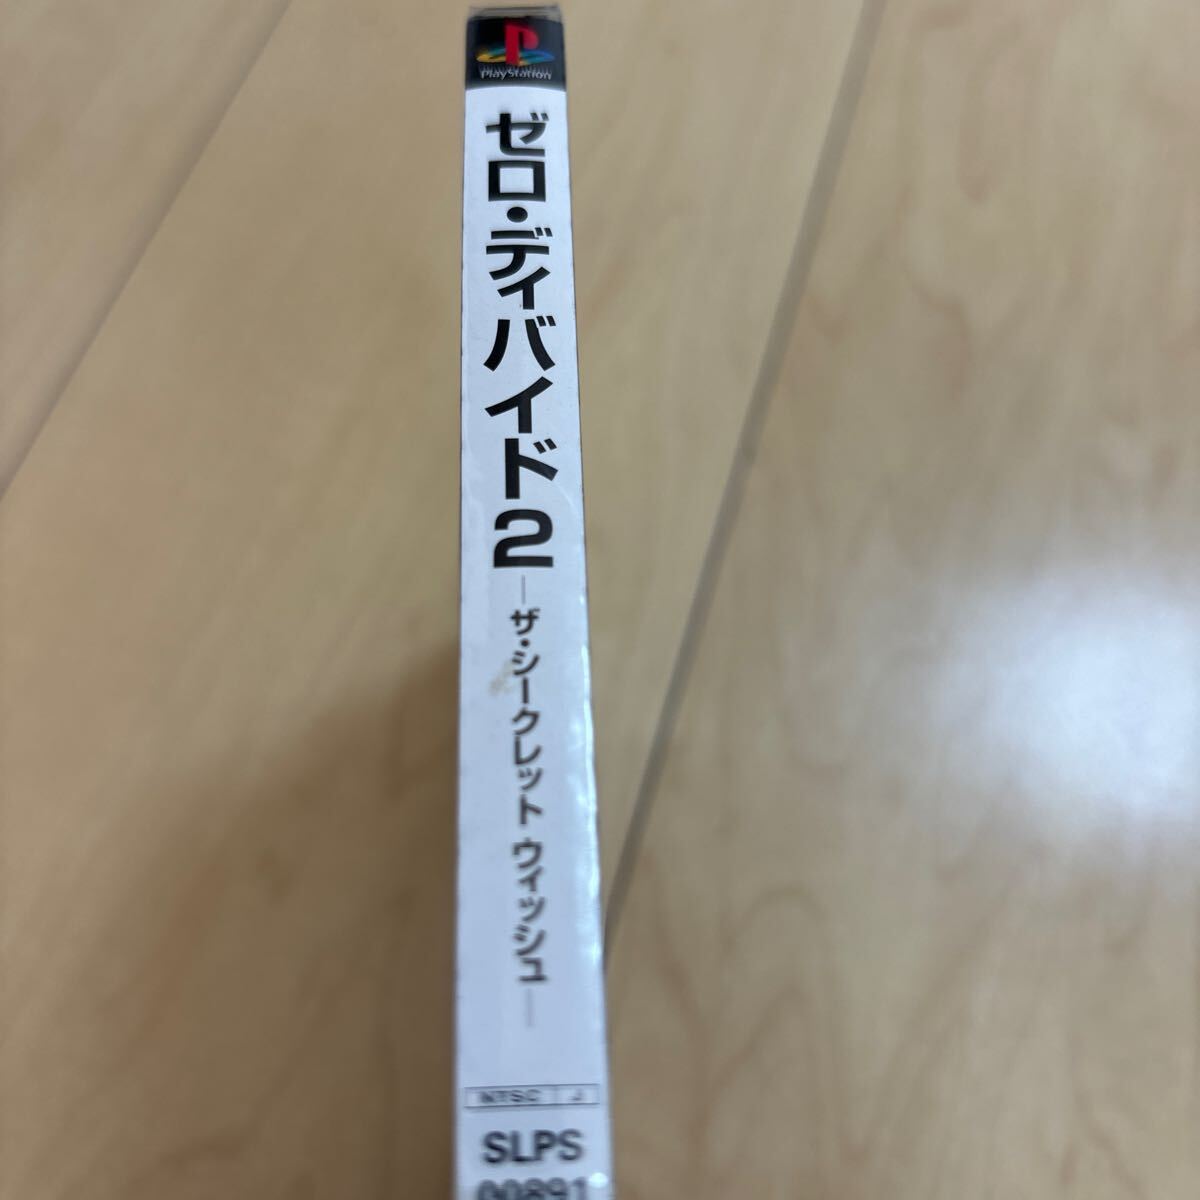 PlayStation
ゼロ・ディバイド2
─ザ・シークレット ウィッシュ─
NTSC J
SLPS
00891